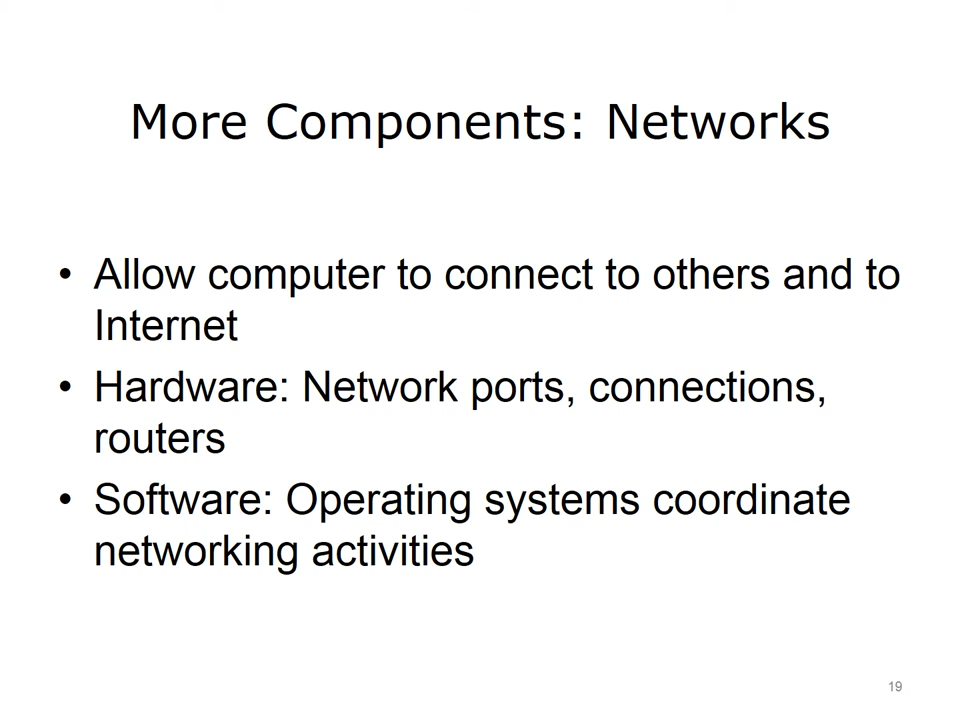 More Components: Networks
• Allow computer to connect to others and to
Internet
• Hardware: Network ports, connections,
routers
• Software: Operating systems coordinate
networking activities
19